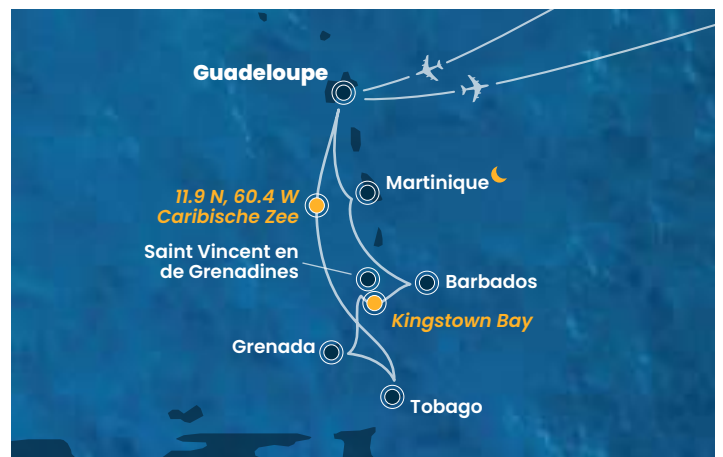 Guadeloupe
Martinique
11.9 N, 60.4 W
Caribische Zee
Saint Vincent en
de Grenadines
Barbados
Kingstown Bay
Grenada
Tobago